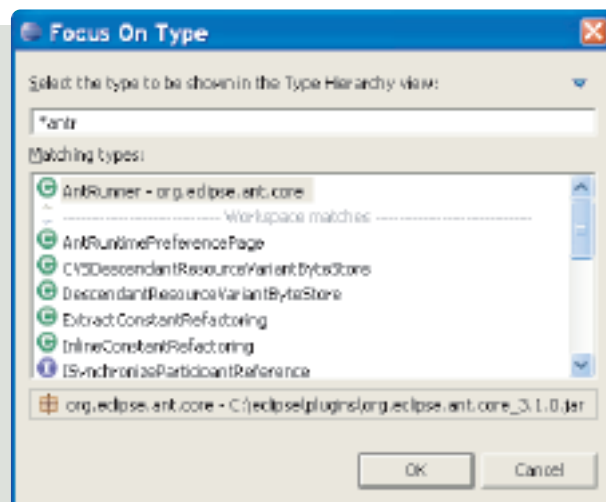 Focus On Type
Select the type to be shown in the Type Hierarchy view:
*antr
Matching types:
AntRunner - org.eclipse.ant.core
Workspace matches
AntRuntimePreferencePage
CVSDescendantResourceVariantByteStore
DescendantResourceVariantByteStore
ExtractConstantRefactoring
InlineConstantRefactoring
ISynchronizeParticipantReference
org.eclipse.ant.core - C:\eclipse\plugins\org.eclipse.ant.core_3.1.0.jar
OK Cancel